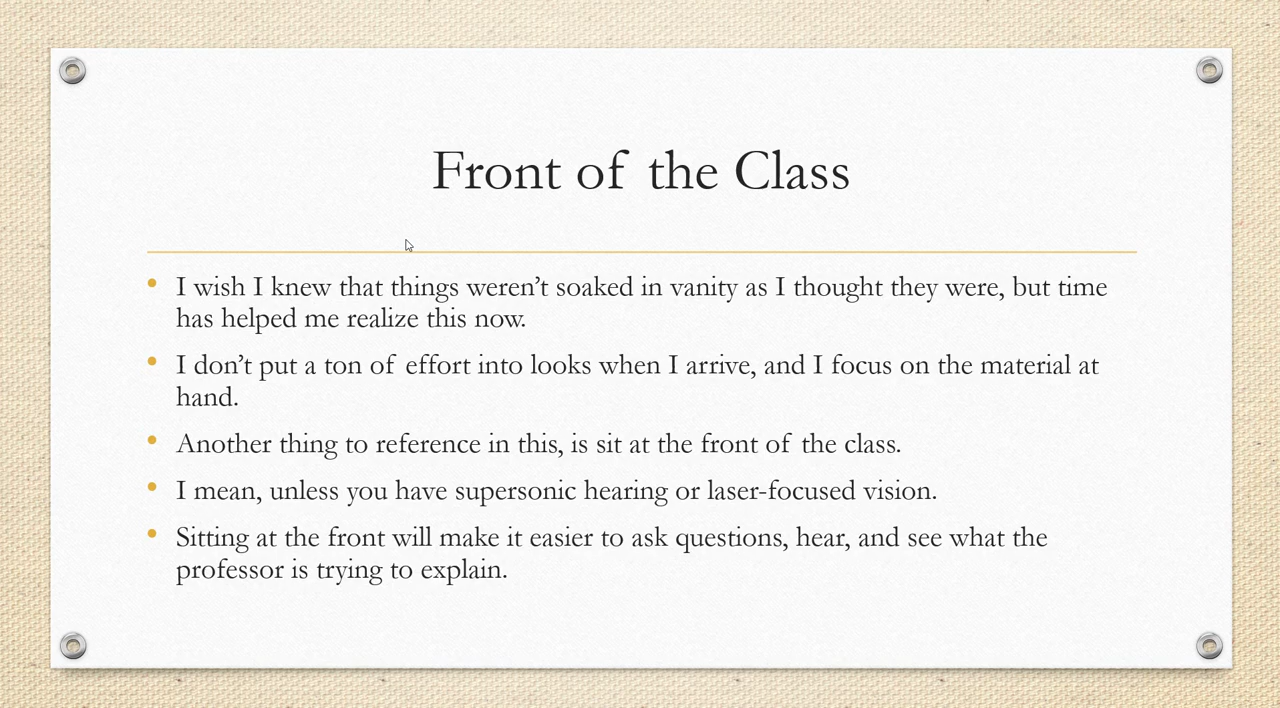 Front of the Class
• I wish I knew that things weren’t soaked in vanity as I thought they were, but time
has helped me realize this now.
• I don’t put a ton of effort into looks when I arrive, and I focus on the material at
hand.
• Another thing to reference in this, is sit at the front of the class.
• I mean, unless you have supersonic hearing or laser-focused vision.
• Sitting at the front will make it easier to ask questions, hear, and see what the
professor is trying to explain.